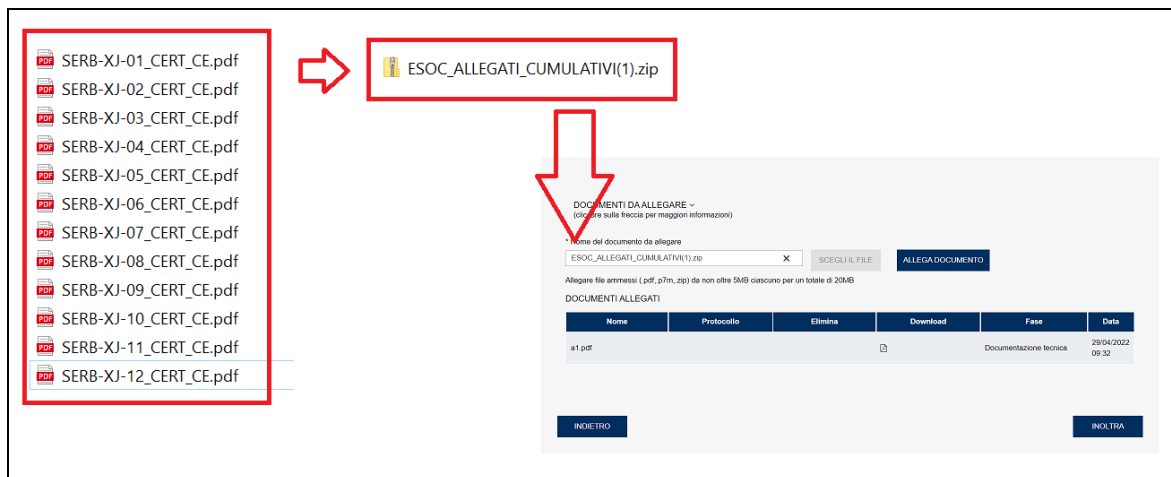 SERB-XJ-01_CERT_CE.pdf
SERB-XJ-02_CERT_CE.pdf
SERB-XJ-03_CERT_CE.pdf
SERB-XJ-04_CERT_CE.pdf
SERB-XJ-05_CERT_CE.pdf
SERB-XJ-06_CERT_CE.pdf
SERB-XJ-07_CERT_CE.pdf
SERB-XJ-08_CERT_CE.pdf
SERB-XJ-09_CERT_CE.pdf
SERB-XJ-10_CERT_CE.pdf
SERB-XJ-11_CERT_CE.pdf
SERB-XJ-12_CERT_CE.pdf
ESOC_ALLEGATI_CUMULATIVI(1).zip
DOCUMENTI DA ALLEGARE
(cliccare sulla freccia per maggiori informazioni)
* Nome del documento da allegare
ESOC_ALLEGATI_CUMULATIVI(1).zip X SCEGLI IL FILE ALLEGA DOCUMENTO
Allegare file ammessi (.pdf,.p7m,.zip) da non oltre 5MB ciascuno per un totale di 20MB
DOCUMENTI ALLEGATI
Nome Protocollo Elimina Download Fase Data
a1.pdf Documentazione tecnica 29/04/2022
09:32
INDIETRO INOLTRA